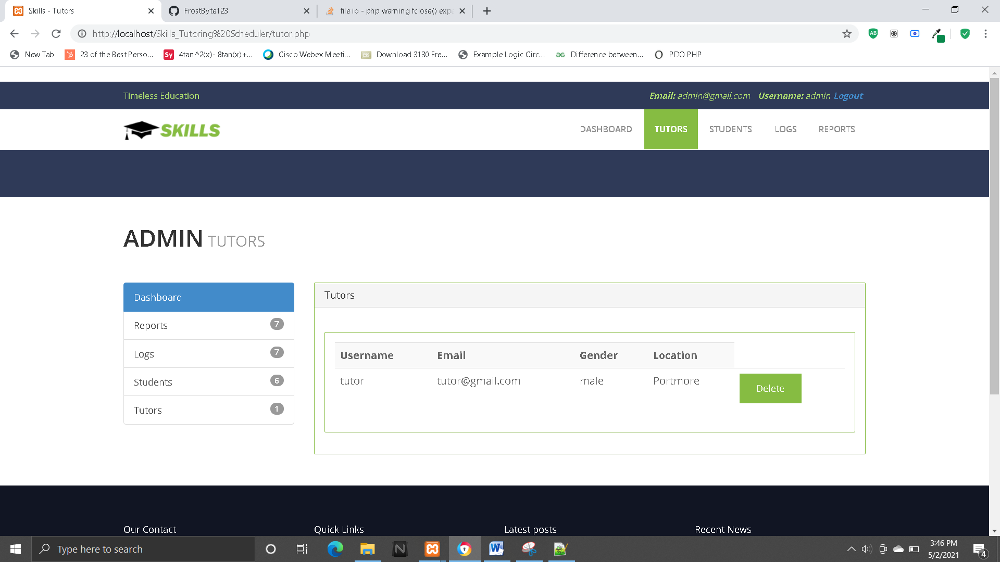 Skills - Tutors
FrostByte123
file io - php warning fclose() expe
http://localhost/Skills_Tutoring%20Scheduler/tutor.php
New Tab
23 of the Best Perso...
4tan^2(x)- 8tan(x)+...
Cisco Webex Meeti...
Download 3130 Fre...
Example Logic Circ...
Difference between...
PDO PHP
Timeless Education
Email: admin@gmail.com Username: admin Logout
SKILLS
DASHBOARD
TUTORS
STUDENTS
LOGS
REPORTS
ADMIN TUTORS
Dashboard
Reports 7
Logs 7
Students 6
Tutors 1
Tutors
Username Email Gender Location
tutor tutor@gmail.com male Portmore Delete
Our Contact
Quick Links
Latest posts
Recent News
Type here to search
3:46 PM
5/2/2021
4